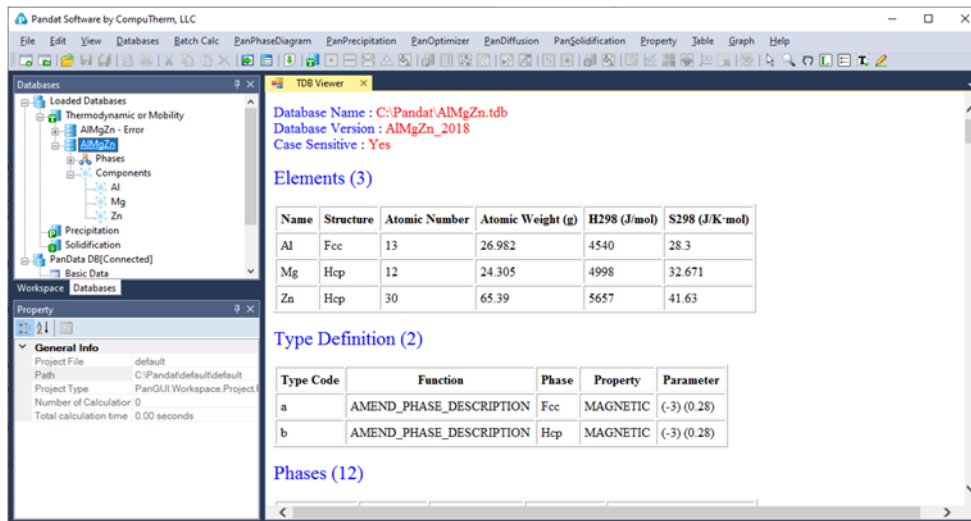 Pandat Software by CompuTherm, LLC
File Edit View Databases Batch Calc PanPhaseDiagram PanPrecipitation PanOptimizer PanDiffusion PanSolidification Property Table Graph Help
Databases
Loaded Databases
Thermodynamic or Mobility
AlMgZn - Error
AlMgZn
Phases
Components
Al
Mg
Zn
Precipitation
Solidification
PanData DB[Connected]
Basic Data
Workspace Databases
Property
General Info
Project File default
Path C:\Pandat\default\default
Project Type PanGUI.Workspace.Project.
Number of Calculation 0
Total calculation time 0.00 seconds
TDB Viewer
Database Name : C:\Pandat\AlMgZn.tdb
Database Version : AlMgZn_2018
Case Sensitive : Yes
Elements (3)
Name Structure Atomic Number Atomic Weight (g) H298 (J/mol) S298 (J/K·mol)
Al Fcc 13 26.982 4540 28.3
Mg Hcp 12 24.305 4998 32.671
Zn Hcp 30 65.39 5657 41.63
Type Definition (2)
Type Code Function Phase Property Parameter
a AMEND_PHASE_DESCRIPTION Fcc MAGNETIC (-3) (0.28)
b AMEND_PHASE_DESCRIPTION Hcp MAGNETIC (-3) (0.28)
Phases (12)